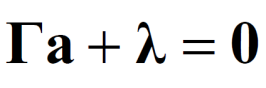 Γa + λ = 0